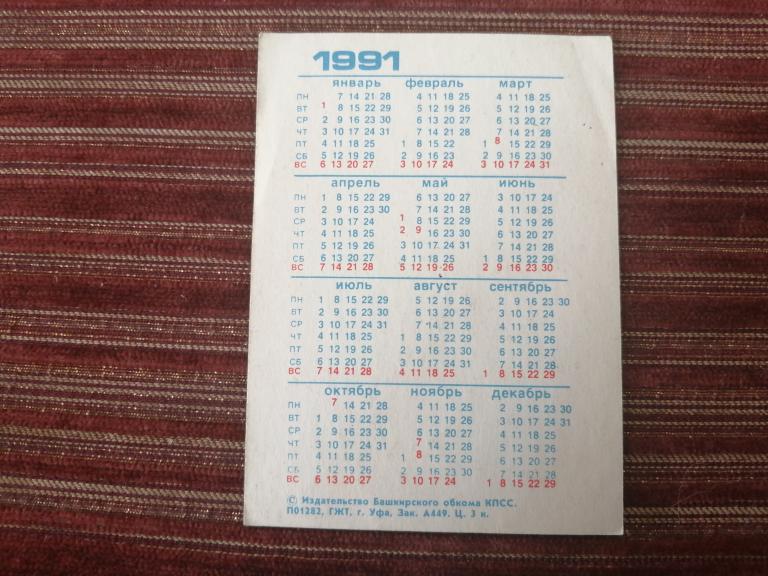 1991
январь февраль март
ПН 7 14 21 28 4 11 18 25 4 11 18 25
ВТ 1 8 15 22 29 5 12 19 26 5 12 19 26
СР 2 9 16 23 30 6 13 20 27 6 13 20 27
ЧТ 3 10 17 24 31 7 14 21 28 7 14 21 28
ПТ 4 11 18 25 1 8 15 22 1 8 15 22 29
СБ 5 12 19 26 2 9 16 23 2 9 16 23 30
ВС 6 13 20 27 3 10 17 24 3 10 17 24 31
апрель май июнь
ПН 1 8 15 22 29 6 13 20 27 3 10 17 24
ВТ 2 9 16 23 30 7 14 21 28 4 11 18 25
СР 3 10 17 24 1 8 15 22 29 5 12 19 26
ЧТ 4 11 18 25 2 9 16 23 30 6 13 20 27
ПТ 5 12 19 26 3 10 17 24 31 7 14 21 28
СБ 6 13 20 27 4 11 18 25 1 8 15 22 29
ВС 7 14 21 28 5 12 19 26 2 9 16 23 30
июль август сентябрь
ПН 1 8 15 22 29 5 12 19 26 2 9 16 23 30
ВТ 2 9 16 23 30 6 13 20 27 3 10 17 24
СР 3 10 17 24 31 7 14 21 28 4 11 18 25
ЧТ 4 11 18 25 1 8 15 22 29 5 12 19 26
ПТ 5 12 19 26 2 9 16 23 30 6 13 20 27
СБ 6 13 20 27 3 10 17 24 31 7 14 21 28
ВС 7 14 21 28 4 11 18 25 1 8 15 22 29
октябрь ноябрь декабрь
ПН 7 14 21 28 4 11 18 25 2 9 16 23 30
ВТ 1 8 15 22 29 5 12 19 26 3 10 17 24 31
СР 2 9 16 23 30 6 13 20 27 4 11 18 25
ЧТ 3 10 17 24 31 7 14 21 28 5 12 19 26
ПТ 4 11 18 25 1 8 15 22 29 6 13 20 27
СБ 5 12 19 26 2 9 16 23 30 7 14 21 28
ВС 6 13 20 27 3 10 17 24 1 8 15 22 29
© Издательство Башкирского обкома КПСС.
П01282, ГЖТ, г. Уфа, Зак. А449. Ц. 3 к.